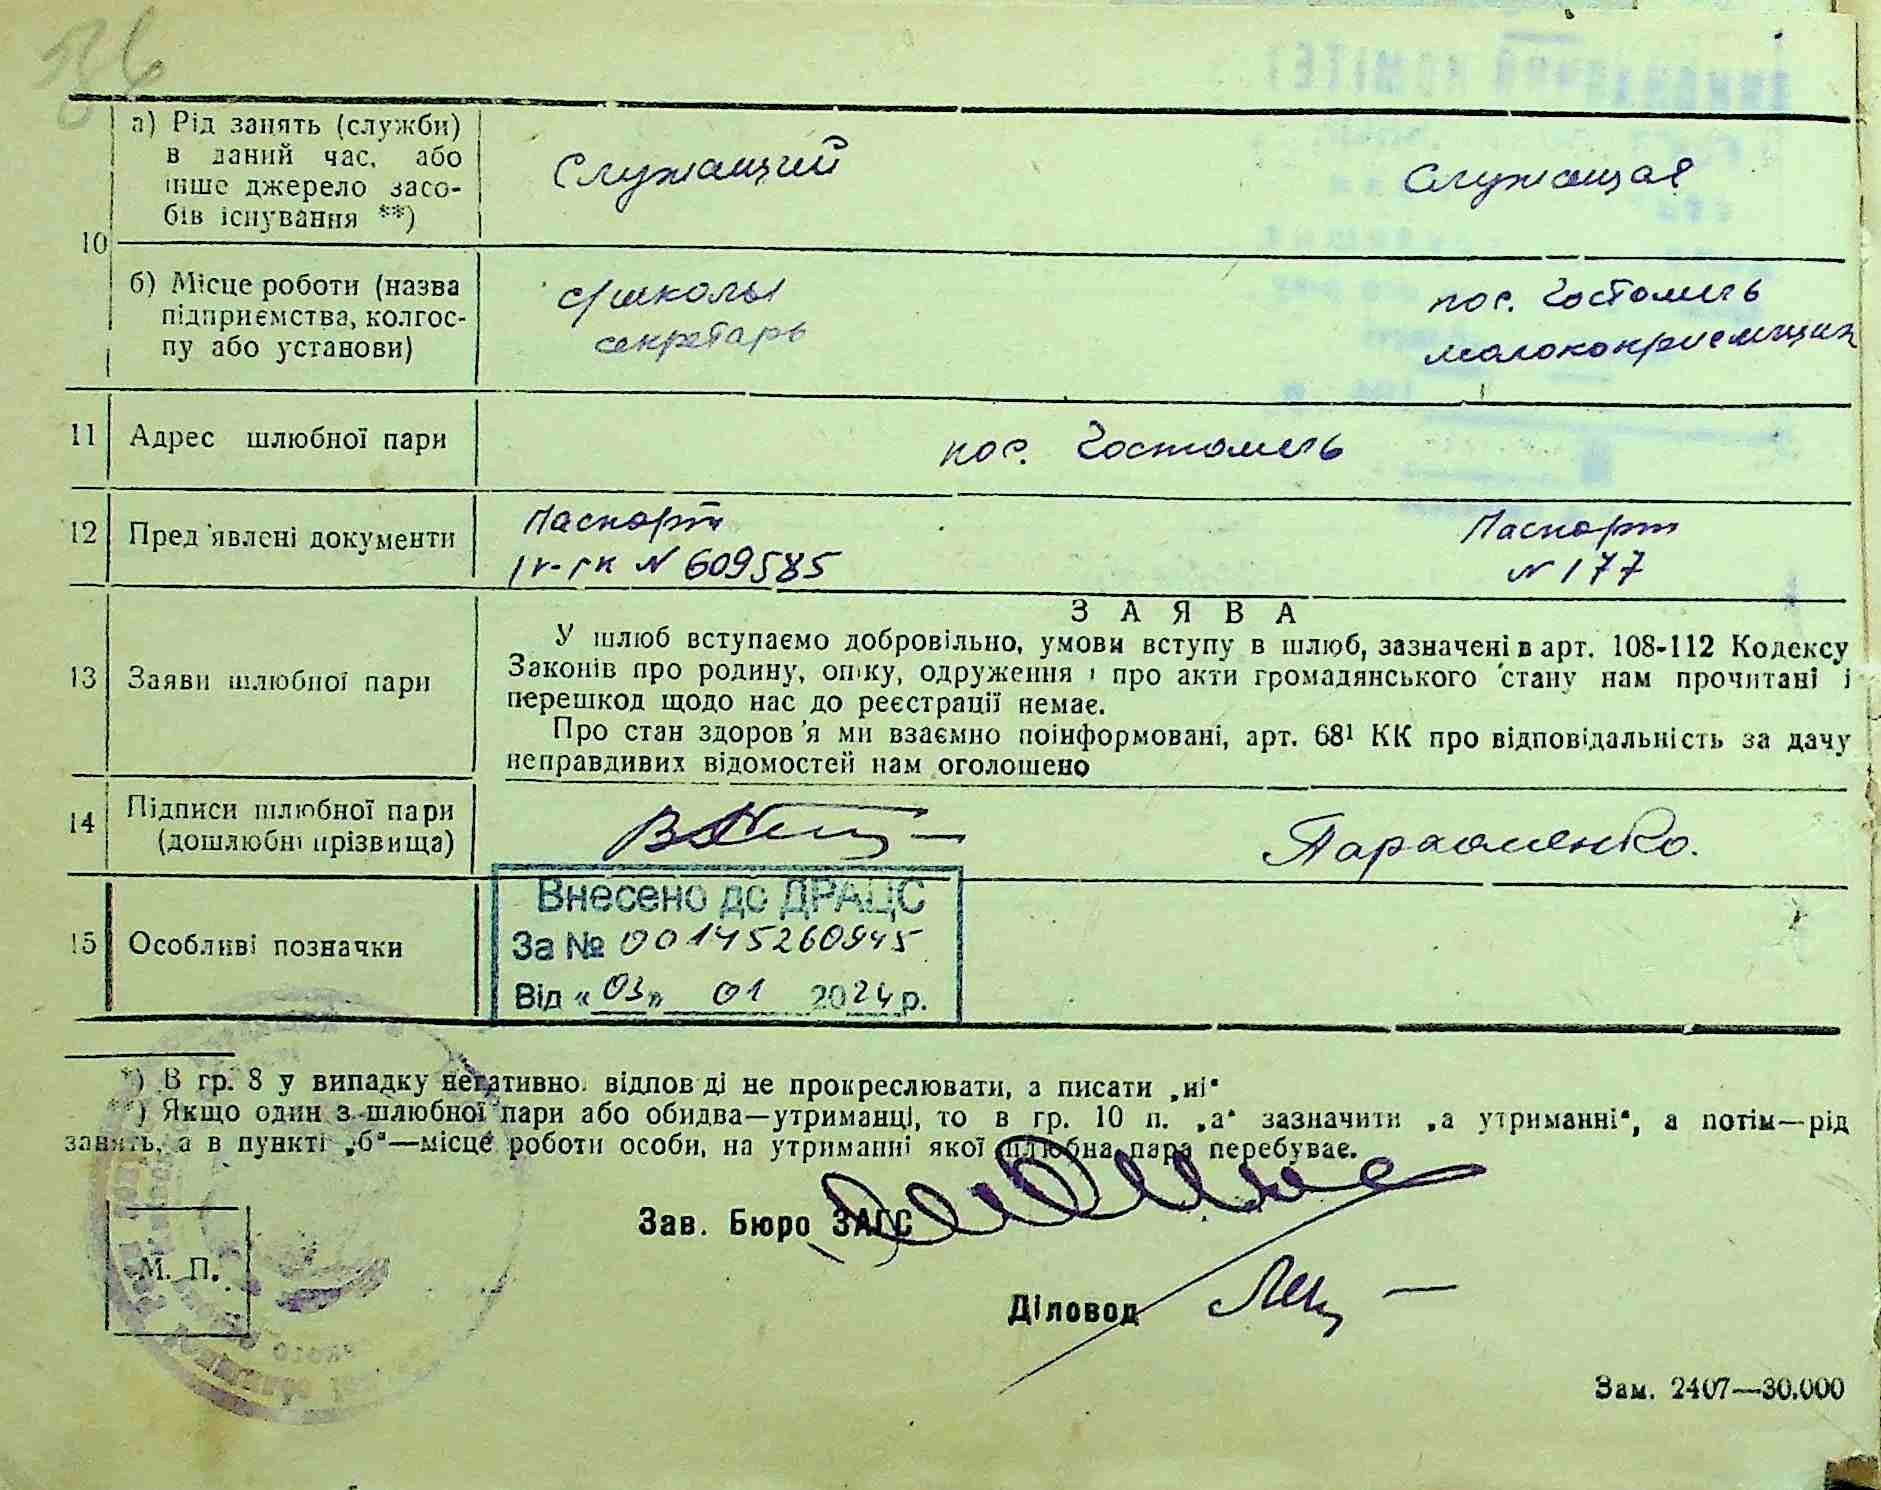 186
а) Рід занять (служби)
в даний час, або
інше джерело засо-
бів існування **)
Служащий
Служащая
10
б) Місце роботи (назва
підприємства, колгос-
пу або установи)
с/школы
секретарь
пос. Гостомель
молокоприемщик
11 Адрес шлюбної пари
пос. Гостомель
12 Пред'явлені документи
Паспорт
N 609585
Паспорт
N 177
З А Я В А
13 Заяви шлюбної пари
У шлюб вступаємо добровільно, умови вступу в шлюб, зазначені в арт. 108-112 Кодексу
Законів про родину, опіку, одруження і про акти громадянського стану нам прочитані і
перешкод щодо нас до реєстрації немає.
Про стан здоров'я ми взаємно поінформовані, арт. 68¹ КК про відповідальність за дачу
неправдивих відомостей нам оголошено
14 Підписи шлюбної пари
(дошлюбні прізвища)
Пархоменко.
15 Особливі позначки
Внесено до ДРАЦС
За № 00145260945
Від «03» 01 2024 р.
*) В гр. 8 у випадку негативно. відпов ді не прокреслювати, а писати „ні“
**) Якщо один з шлюбної пари або обидва—утриманці, то в гр. 10 п. „а“ зазначити „а утриманні“, а потім—рід
занять, а в пункті „б“—місце роботи особи, на утриманні якої шлюбна пара перебуває.
Зав. Бюро ЗАГС
М. П.
Діловод
Зам. 2407—30.000